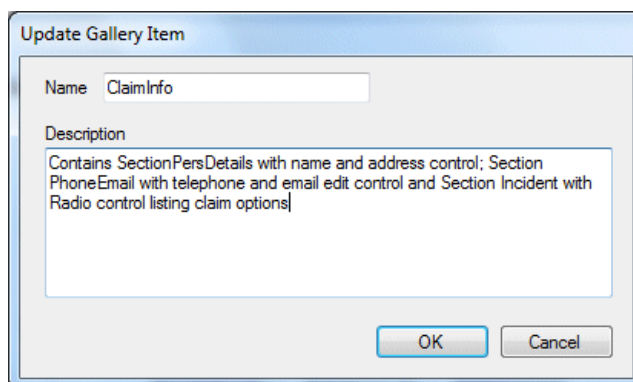 Update Gallery Item
Name ClaimInfo
Description
Contains SectionPersDetails with name and address control; Section
PhoneEmail with telephone and email edit control and Section Incident with
Radio control listing claim options
OK Cancel